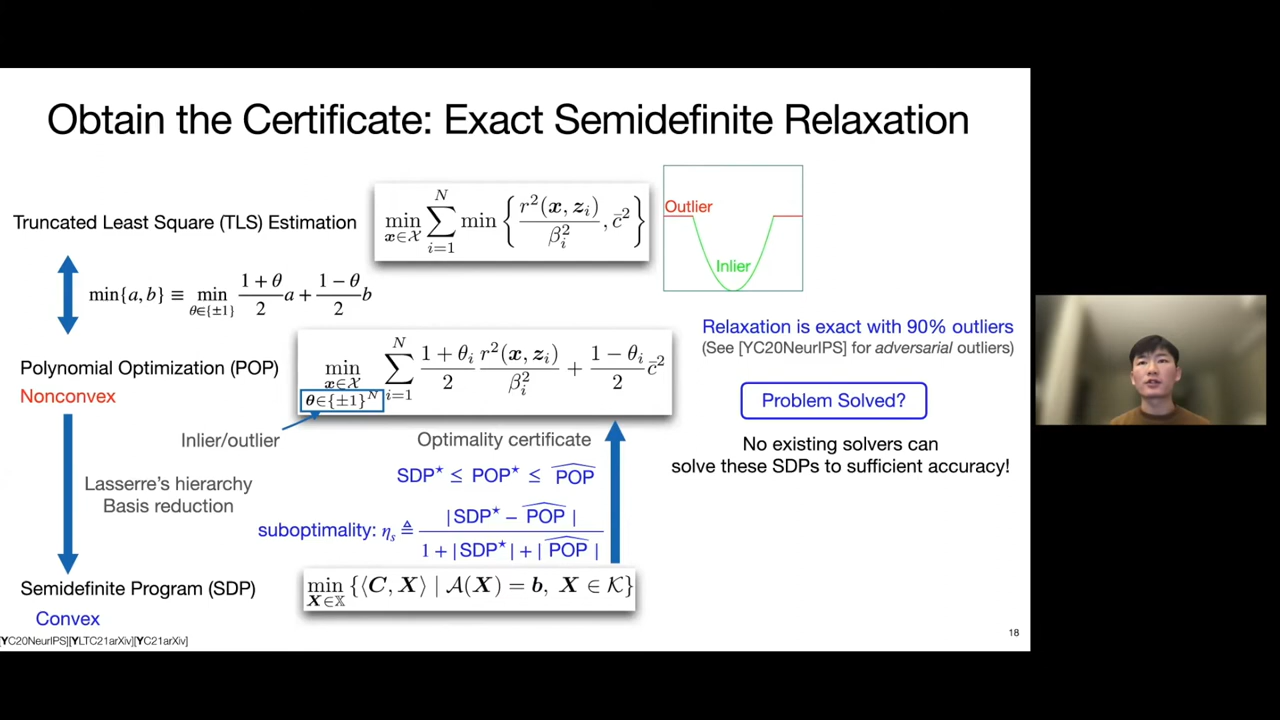 Obtain the Certificate: Exact Semidefinite Relaxation
Truncated Least Square (TLS) Estimation
min_{x∈𝒳} ∑_{i=1}^{N} min { r²(x, z_i) / β_i² , c̄² }
Outlier
Inlier
min{a, b} ≡ min_{θ∈{±1}} (1 + θ)/2 a + (1 − θ)/2 b
Polynomial Optimization (POP)
Nonconvex
min_{x∈𝒳, θ∈{±1}^N} ∑_{i=1}^{N} (1 + θ_i)/2 r²(x, z_i)/β_i² + (1 − θ_i)/2 c̄²
Inlier/outlier
Lasserre's hierarchy
Basis reduction
Optimality certificate
SDP⋆ ≤ POP⋆ ≤ \widehat{POP}
suboptimality: η_s ≜ |SDP⋆ − \widehat{POP}| / (1 + |SDP⋆| + |\widehat{POP}|)
Semidefinite Program (SDP)
Convex
min_{X∈𝕏} {⟨C, X⟩ | 𝒜(X) = b, X ∈ 𝒦}
Relaxation is exact with 90% outliers
(See [YC20NeurIPS] for adversarial outliers)
Problem Solved?
No existing solvers can
solve these SDPs to sufficient accuracy!
[YC20NeurIPS][YLTC21arXiv][YC21arXiv]
18